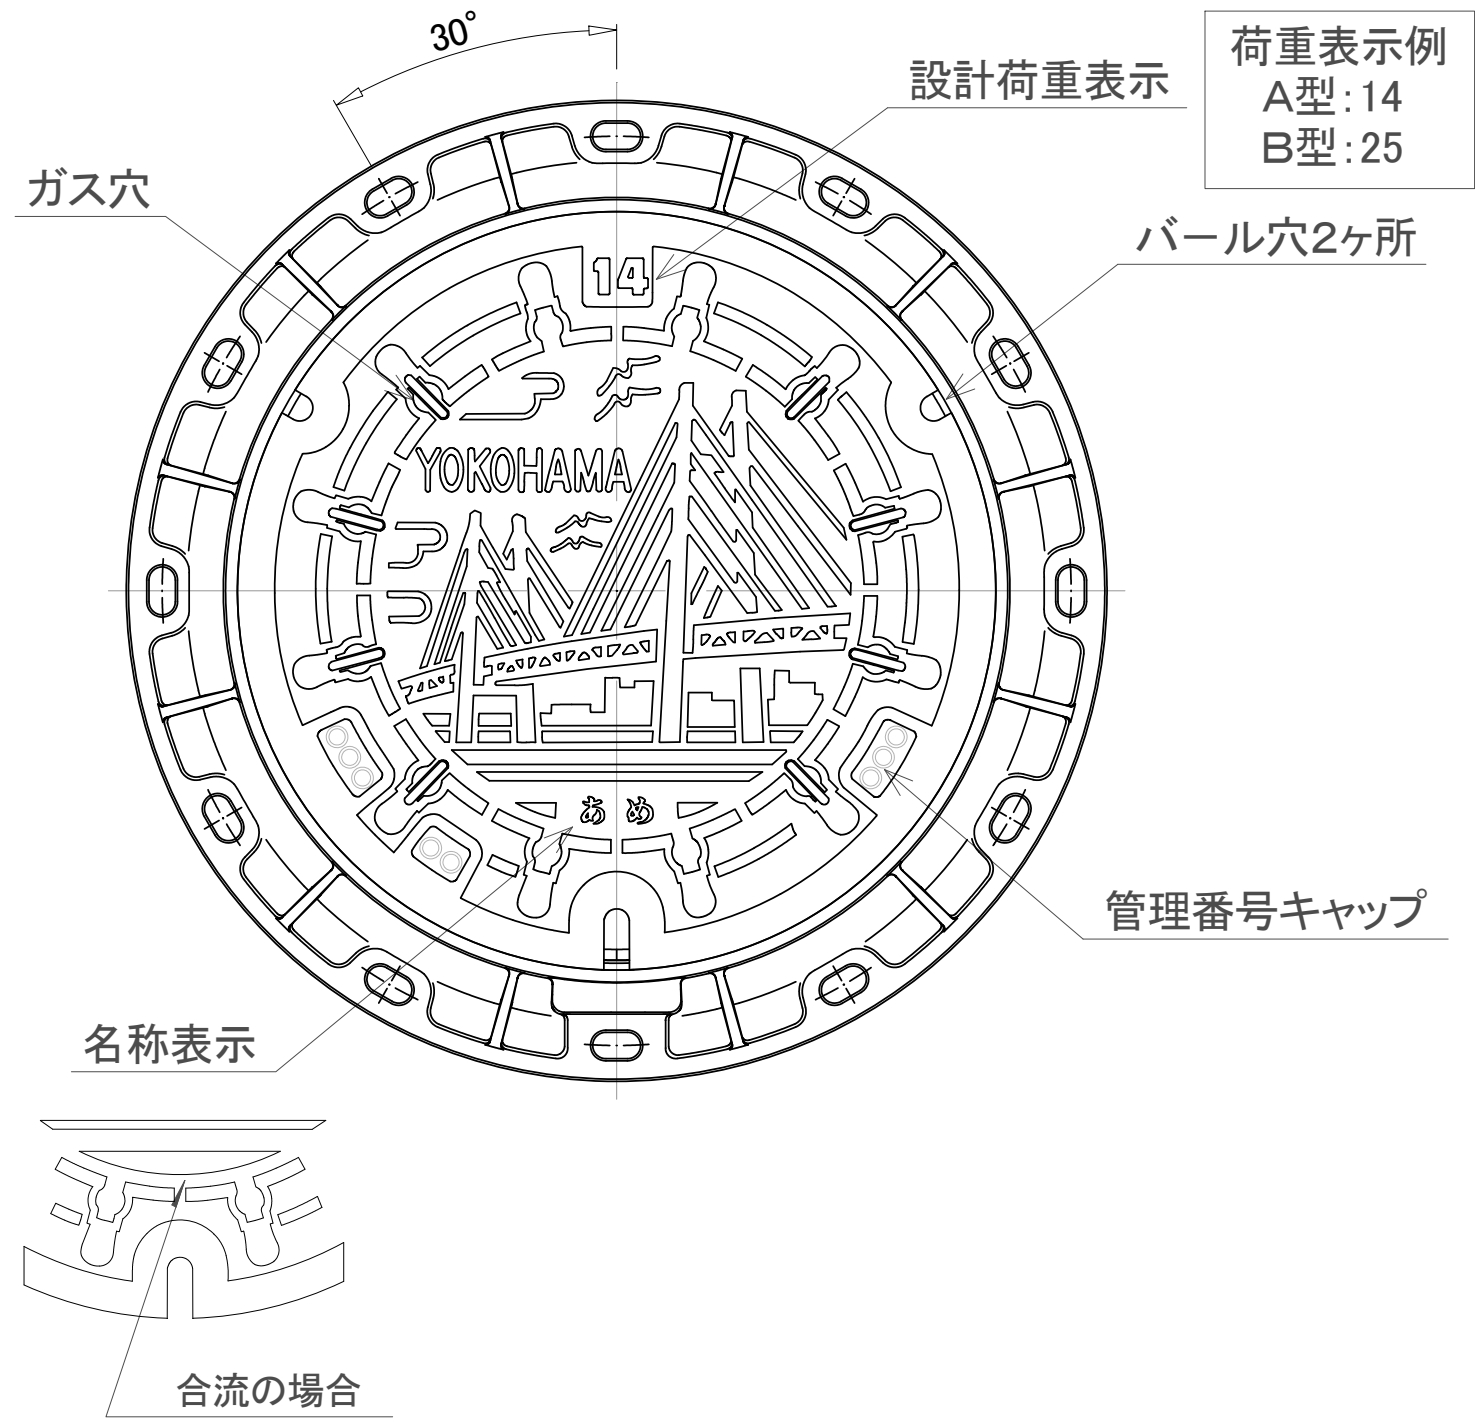 30°
設計荷重表示
荷重表示例
A型:14
B型:25
ガス穴
バール穴2ヶ所
14
YOKOHAMA
あめ
管理番号キャップ
名称表示
合流の場合